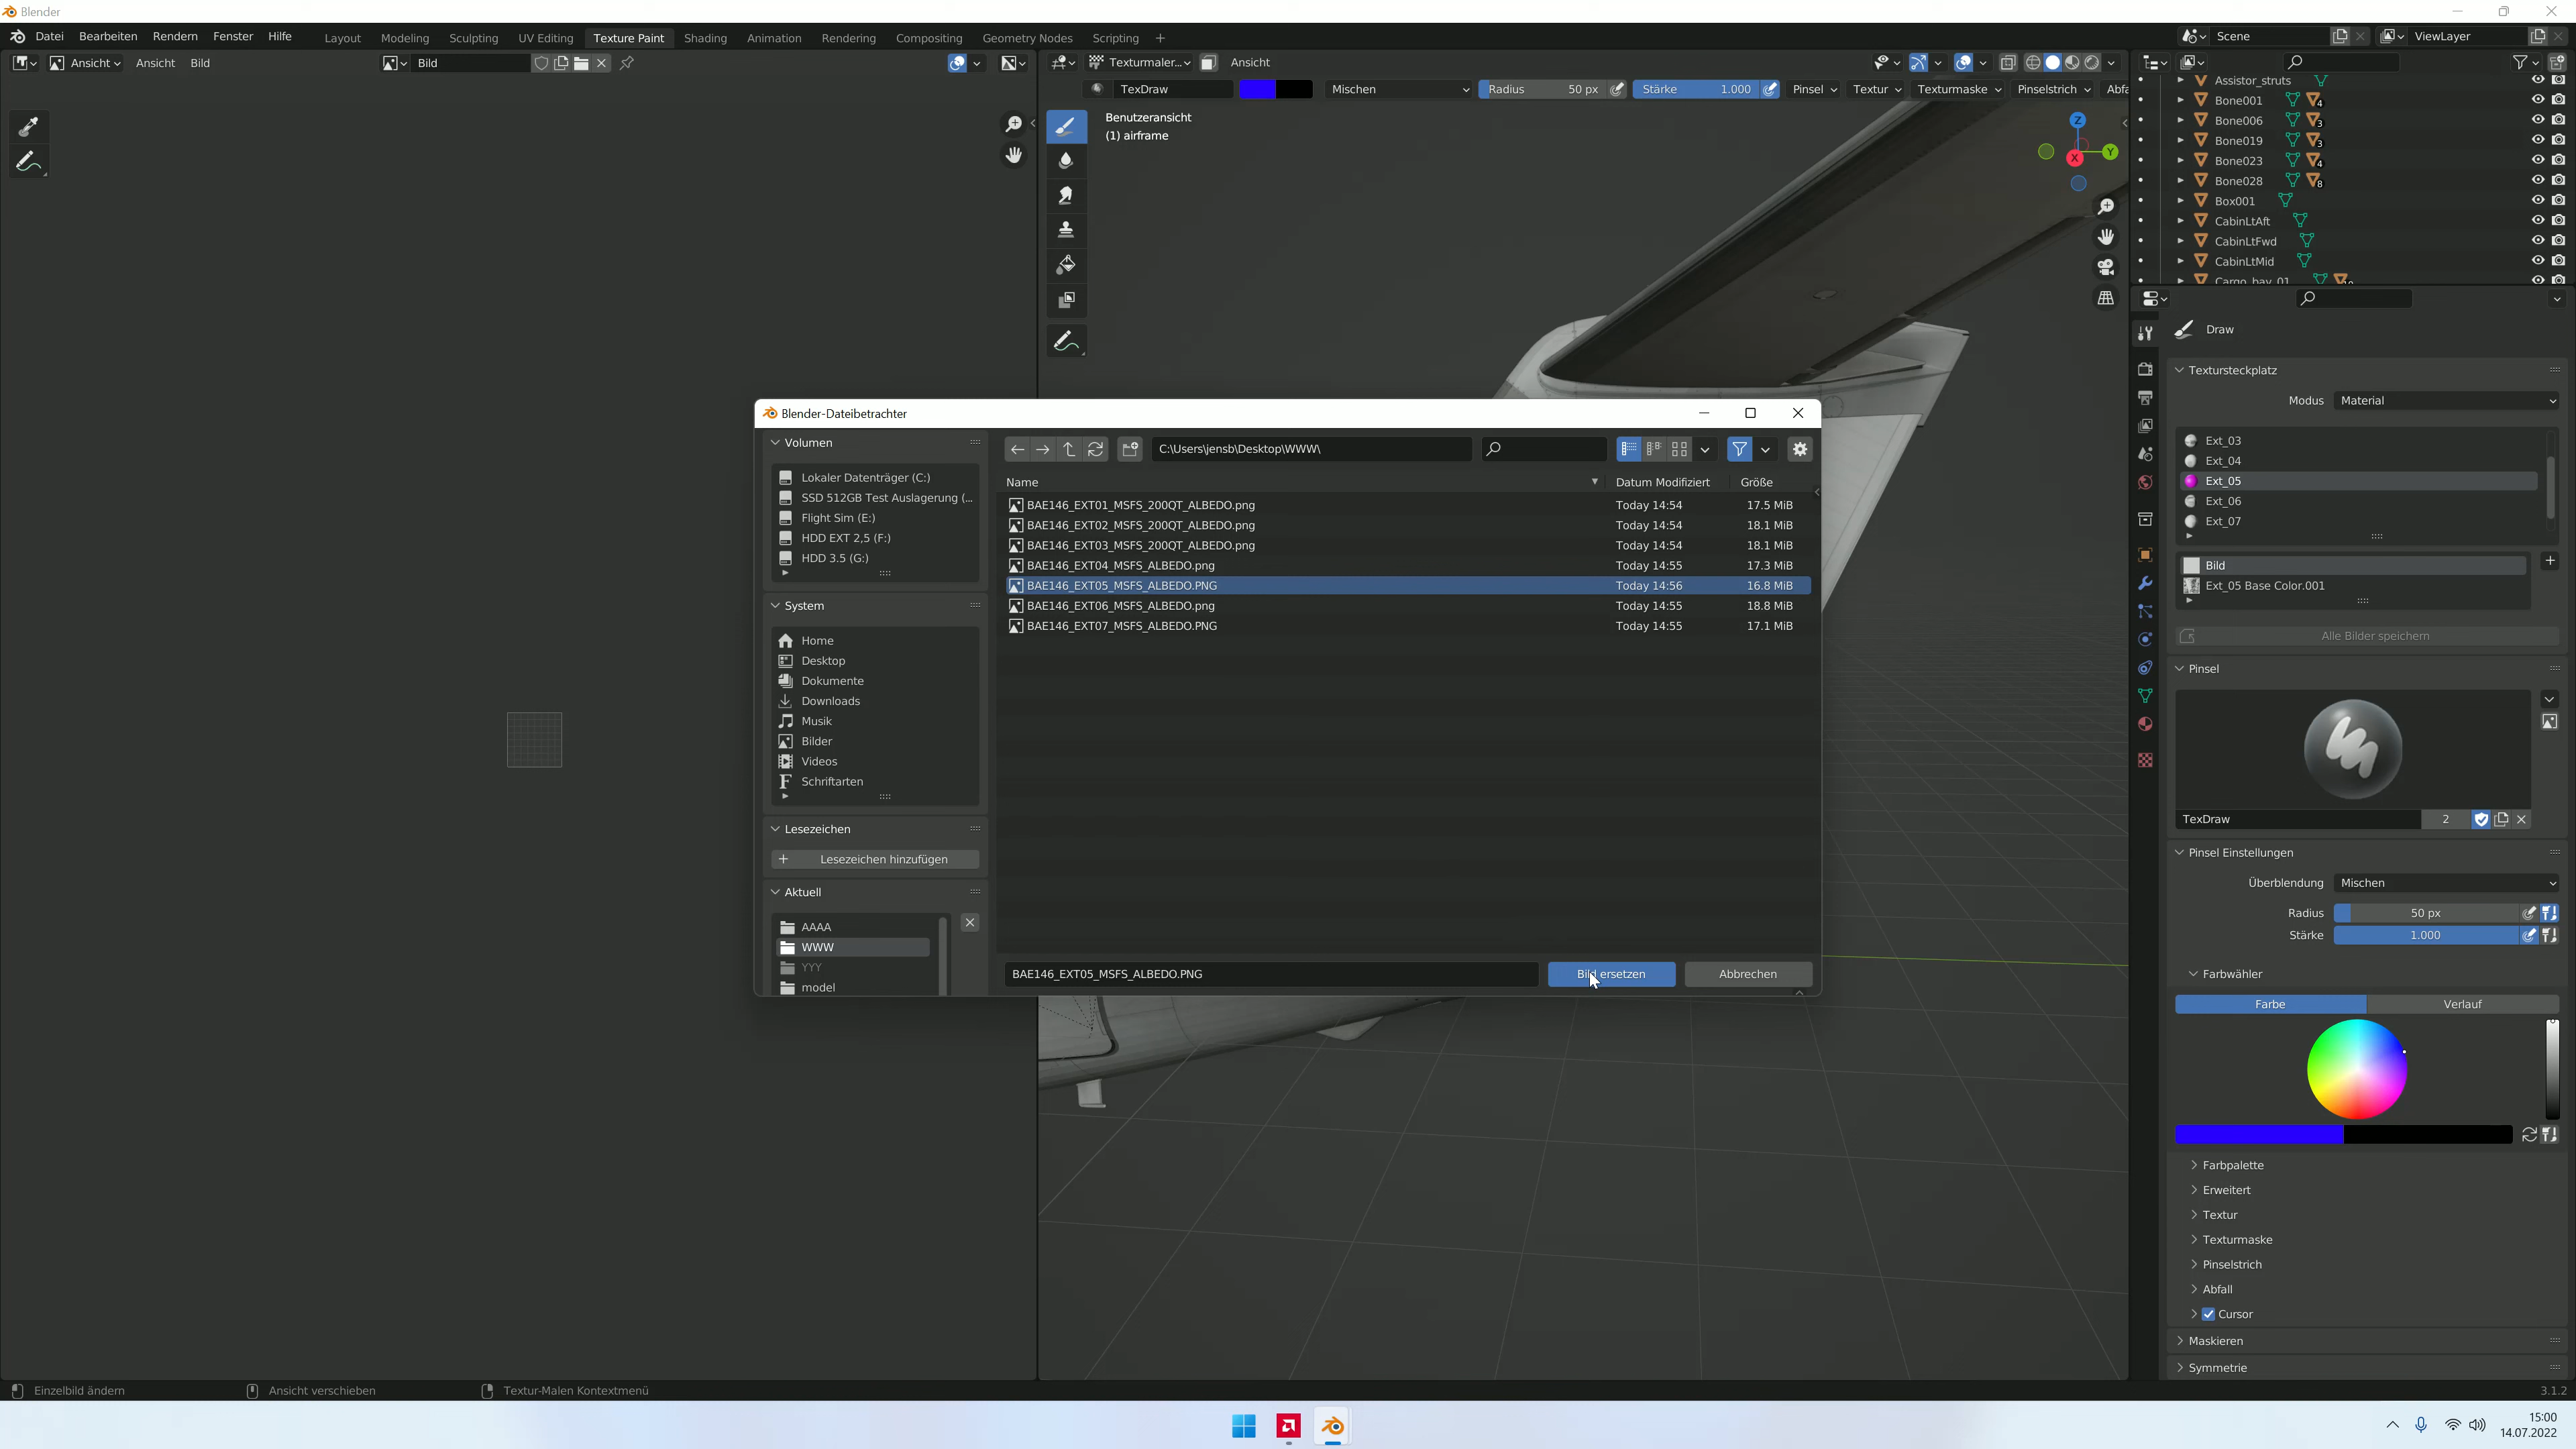 Blender
Datei Bearbeiten Rendern Fenster Hilfe Layout Modeling Sculpting UV Editing Texture Paint Shading Animation Rendering Compositing Geometry Nodes Scripting + Scene ViewLayer
Ansicht Ansicht Bild Bild Texturmaler... Ansicht
TexDraw Mischen Radius 50 px Stärke 1.000 Pinsel Textur Texturmaske Pinselstrich Abfa
Benutzeransicht
(1) airframe
Z
Y
X
Assistor_struts
Bone001 4
Bone006 3
Bone019 3
Bone023 4
Bone028 8
Box001
CabinLtAft
CabinLtFwd
CabinLtMid
Cargo_bay_01
Draw
Textursteckplatz
Modus Material
Ext_03
Ext_04
Ext_05
Ext_06
Ext_07
Bild
Ext_05 Base Color.001
Alle Bilder speichern
Pinsel
TexDraw 2
Pinsel Einstellungen
Überblendung Mischen
Radius 50 px
Stärke 1.000
Farbwähler
Farbe Verlauf
Farbpalette
Erweitert
Textur
Texturmaske
Pinselstrich
Abfall
Cursor
Maskieren
Symmetrie
Blender-Dateibetrachter
Volumen
Lokaler Datenträger (C:)
SSD 512GB Test Auslagerung (...
Flight Sim (E:)
HDD EXT 2,5 (F:)
HDD 3.5 (G:)
System
Home
Desktop
Dokumente
Downloads
Musik
Bilder
Videos
Schriftarten
Lesezeichen
Lesezeichen hinzufügen
Aktuell
AAAA
WWW
YYY
model
C:\Users\jensb\Desktop\WWW\
Name Datum Modifiziert Größe
BAE146_EXT01_MSFS_200QT_ALBEDO.png Today 14:54 17.5 MiB
BAE146_EXT02_MSFS_200QT_ALBEDO.png Today 14:54 18.1 MiB
BAE146_EXT03_MSFS_200QT_ALBEDO.png Today 14:54 18.1 MiB
BAE146_EXT04_MSFS_ALBEDO.png Today 14:55 17.3 MiB
BAE146_EXT05_MSFS_ALBEDO.PNG Today 14:56 16.8 MiB
BAE146_EXT06_MSFS_ALBEDO.png Today 14:55 18.8 MiB
BAE146_EXT07_MSFS_ALBEDO.PNG Today 14:55 17.1 MiB
BAE146_EXT05_MSFS_ALBEDO.PNG Bild ersetzen Abbrechen
Einzelbild ändern Ansicht verschieben Textur-Malen Kontextmenü 3.1.2
15:00
14.07.2022